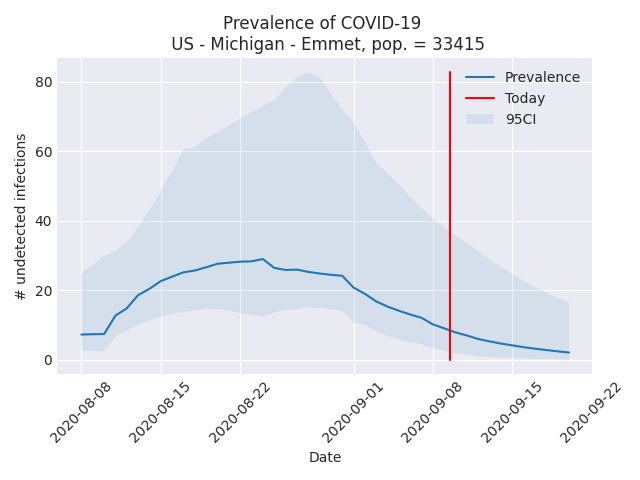 Prevalence of COVID-19
US - Michigan - Emmet, pop. = 33415
Prevalence
Today
95CI
# undetected infections
80
60
40
20
0
2020-08-08
2020-08-15
2020-08-22
2020-09-01
2020-09-08
2020-09-15
2020-09-22
Date